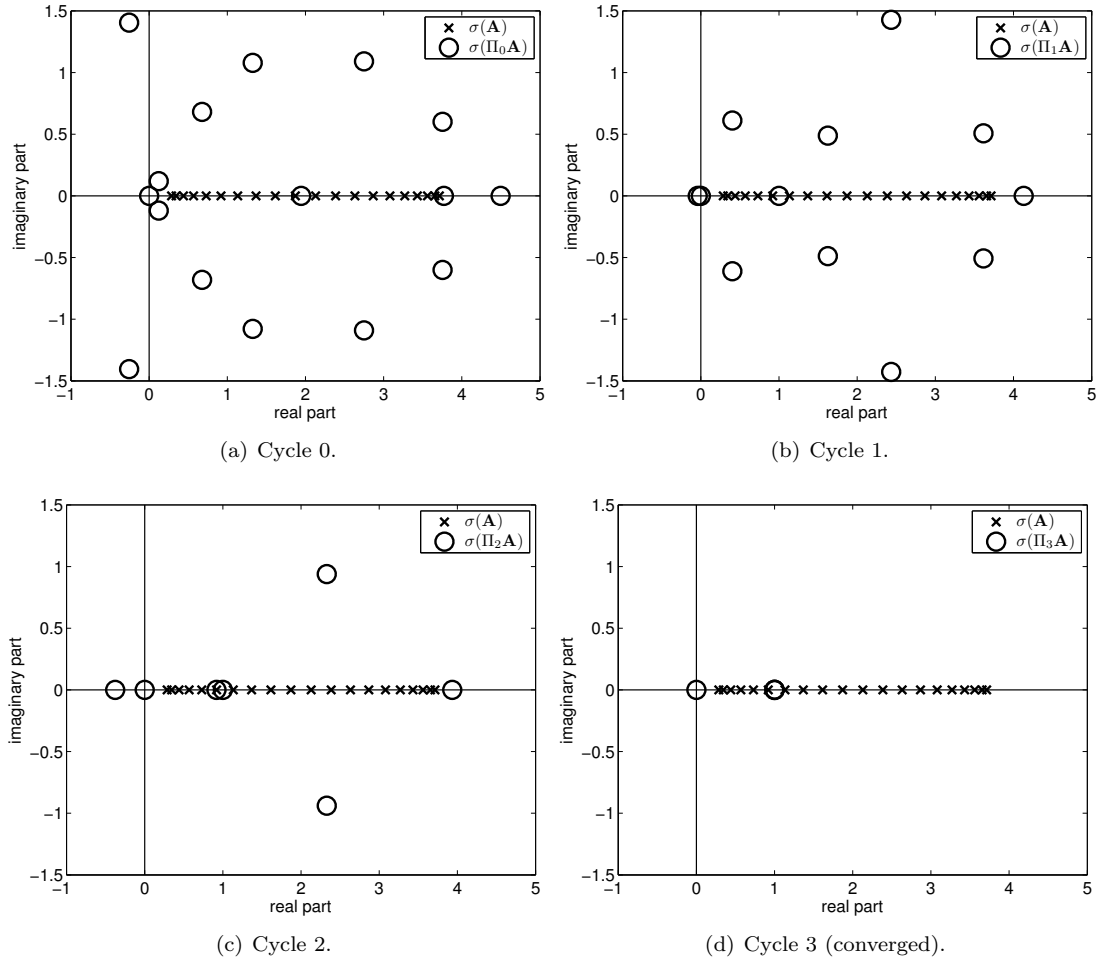 1.5
1
0.5
0
−0.5
−1
−1.5
imaginary part
−1 0 1 2 3 4 5
real part
× σ(A)
○ σ(Π₀A)
(a) Cycle 0.
1.5
1
0.5
0
−0.5
−1
−1.5
imaginary part
−1 0 1 2 3 4 5
real part
× σ(A)
○ σ(Π₁A)
(b) Cycle 1.
1.5
1
0.5
0
−0.5
−1
−1.5
imaginary part
−1 0 1 2 3 4 5
real part
× σ(A)
○ σ(Π₂A)
(c) Cycle 2.
1.5
1
0.5
0
−0.5
−1
−1.5
imaginary part
−1 0 1 2 3 4 5
real part
× σ(A)
○ σ(Π₃A)
(d) Cycle 3 (converged).